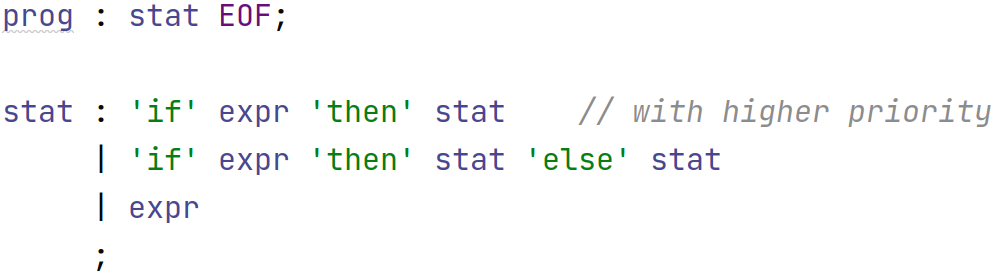 prog : stat EOF;
stat : 'if' expr 'then' stat    // with higher priority
     | 'if' expr 'then' stat 'else' stat
     | expr
     ;